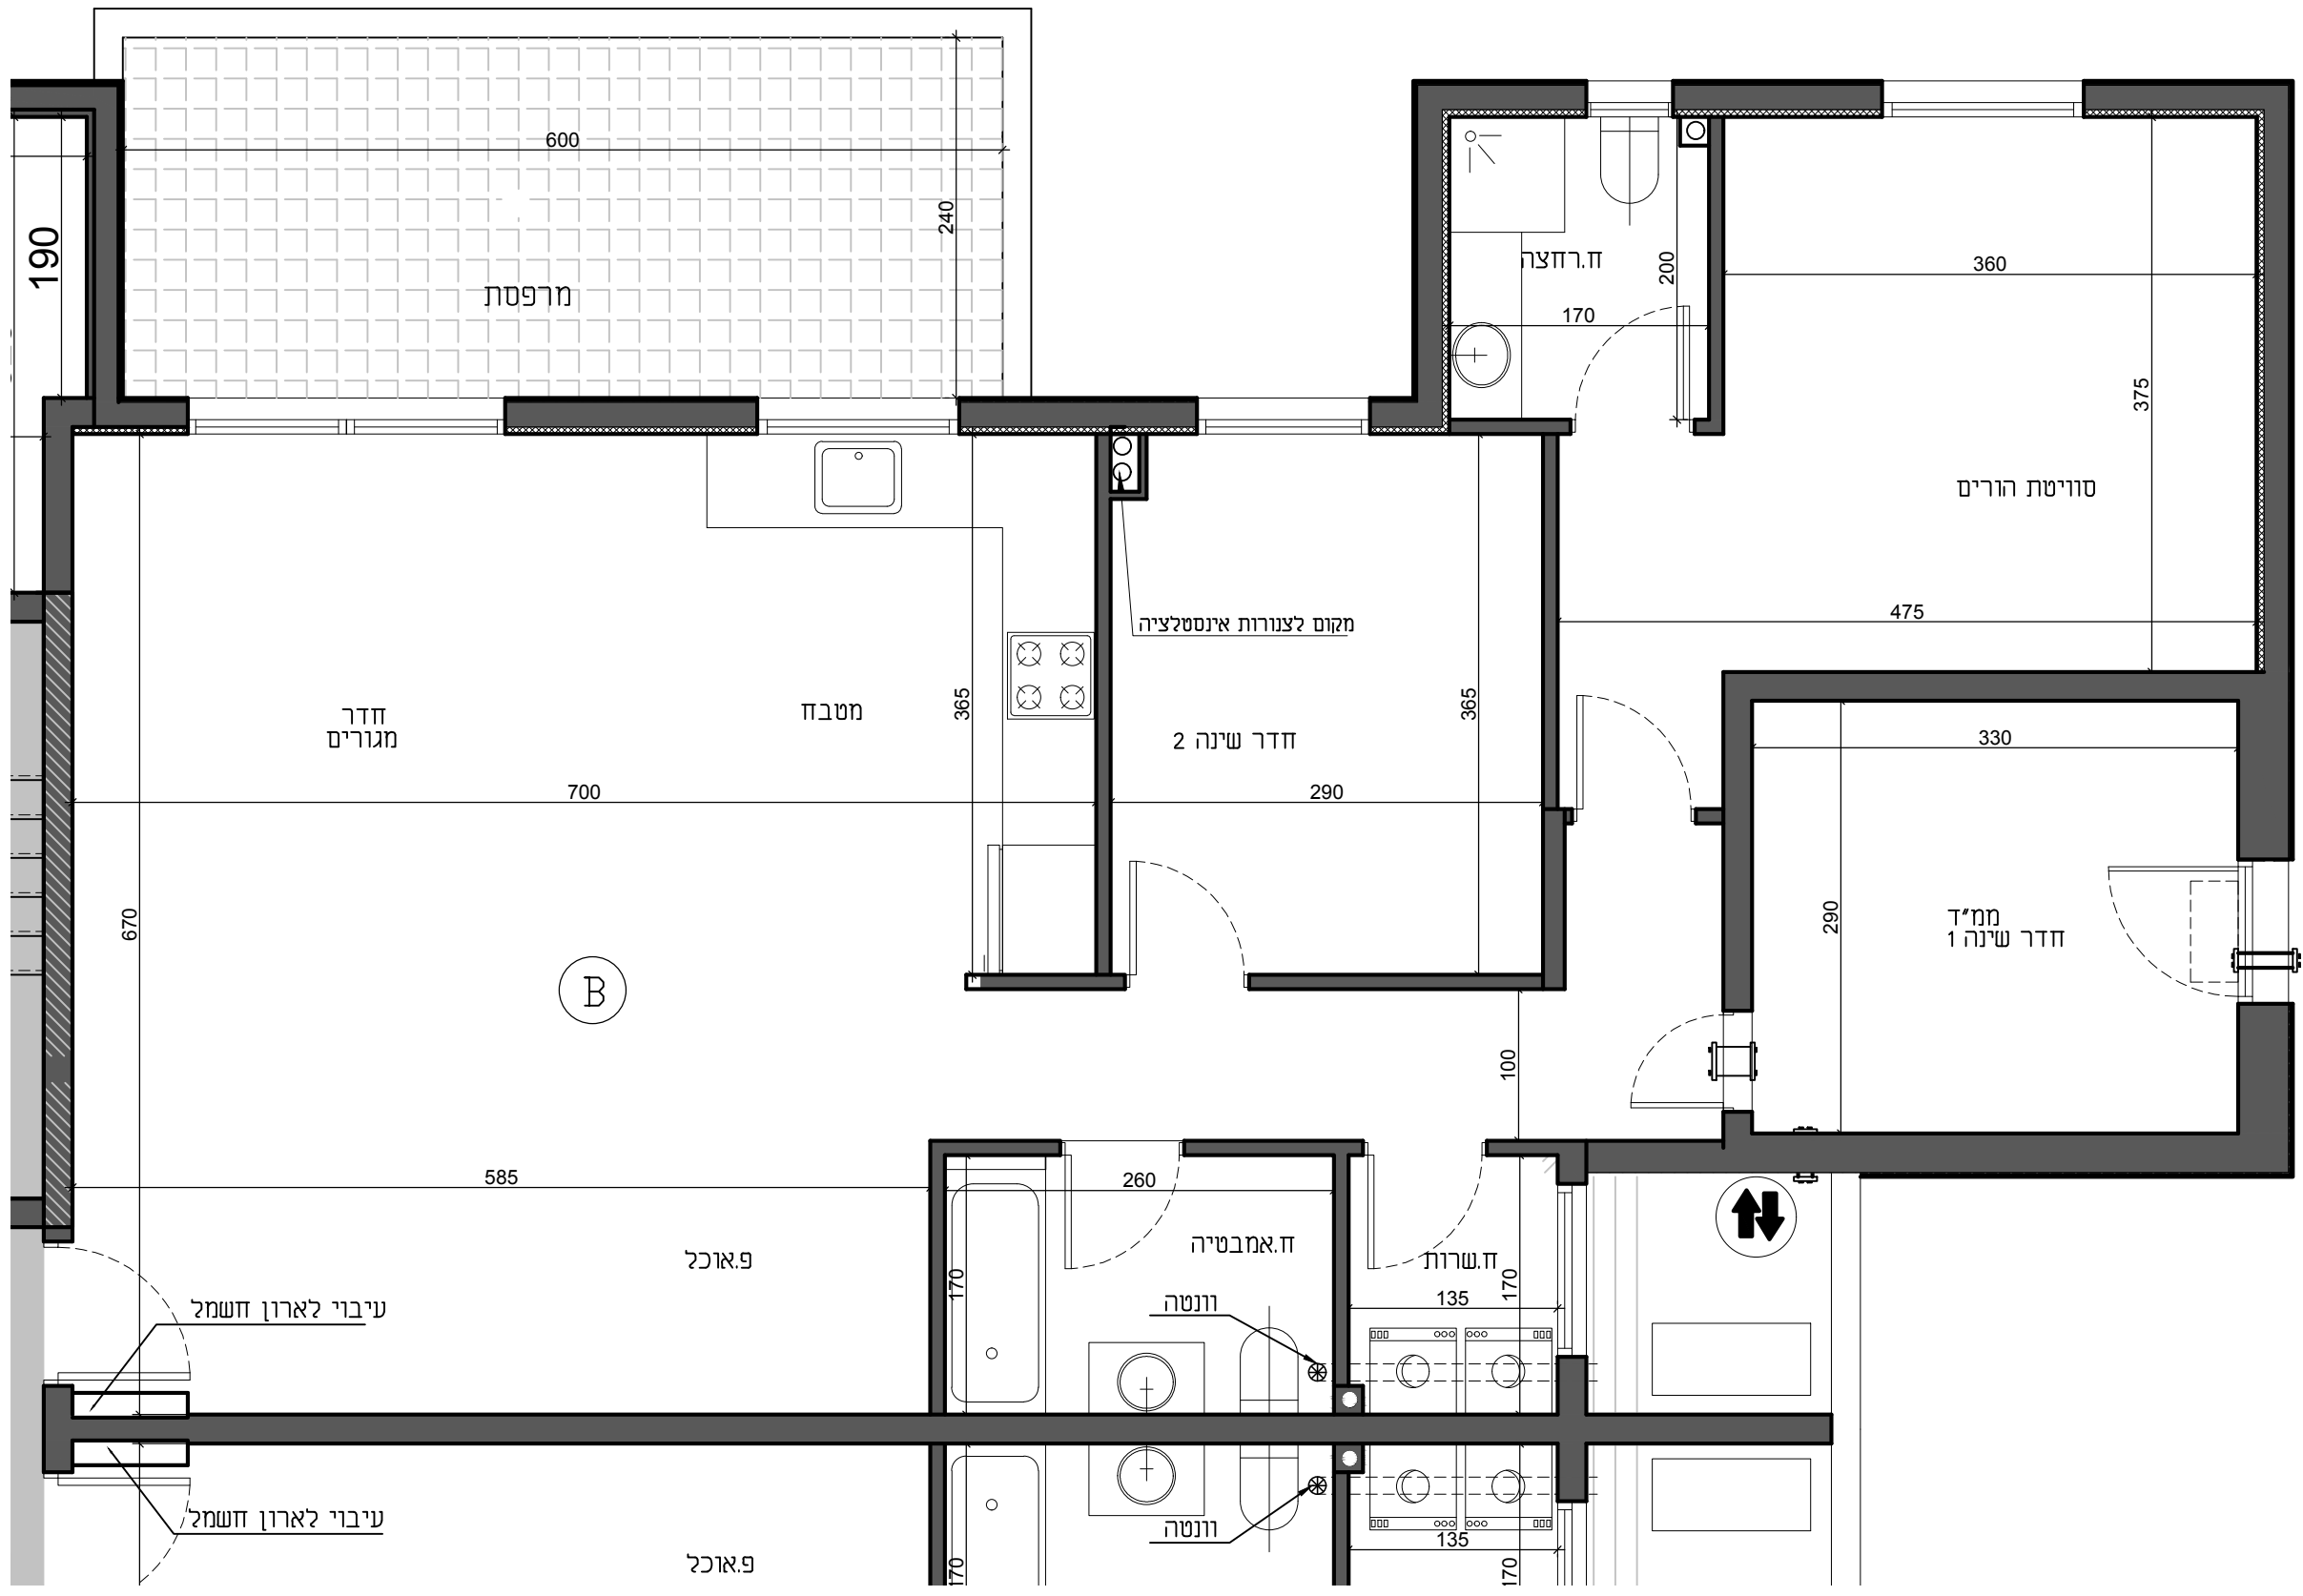 600
240
190
מרפסת
ח.רחצה
200
170
360
375
סוויטת הורים
475
מקום לצנורות אינסטלציה
חדר
מגורים
מטבח
365
365
חדר שינה 2
700
290
330
670
290
ממ"ד
חדר שינה 1
B
100
585
260
פ.אוכל
170
ח.אמבטיה
ח.שרות
170
135
וונטה
עיבוי לארון חשמל
עיבוי לארון חשמל
וונטה
135
פ.אוכל
170
170